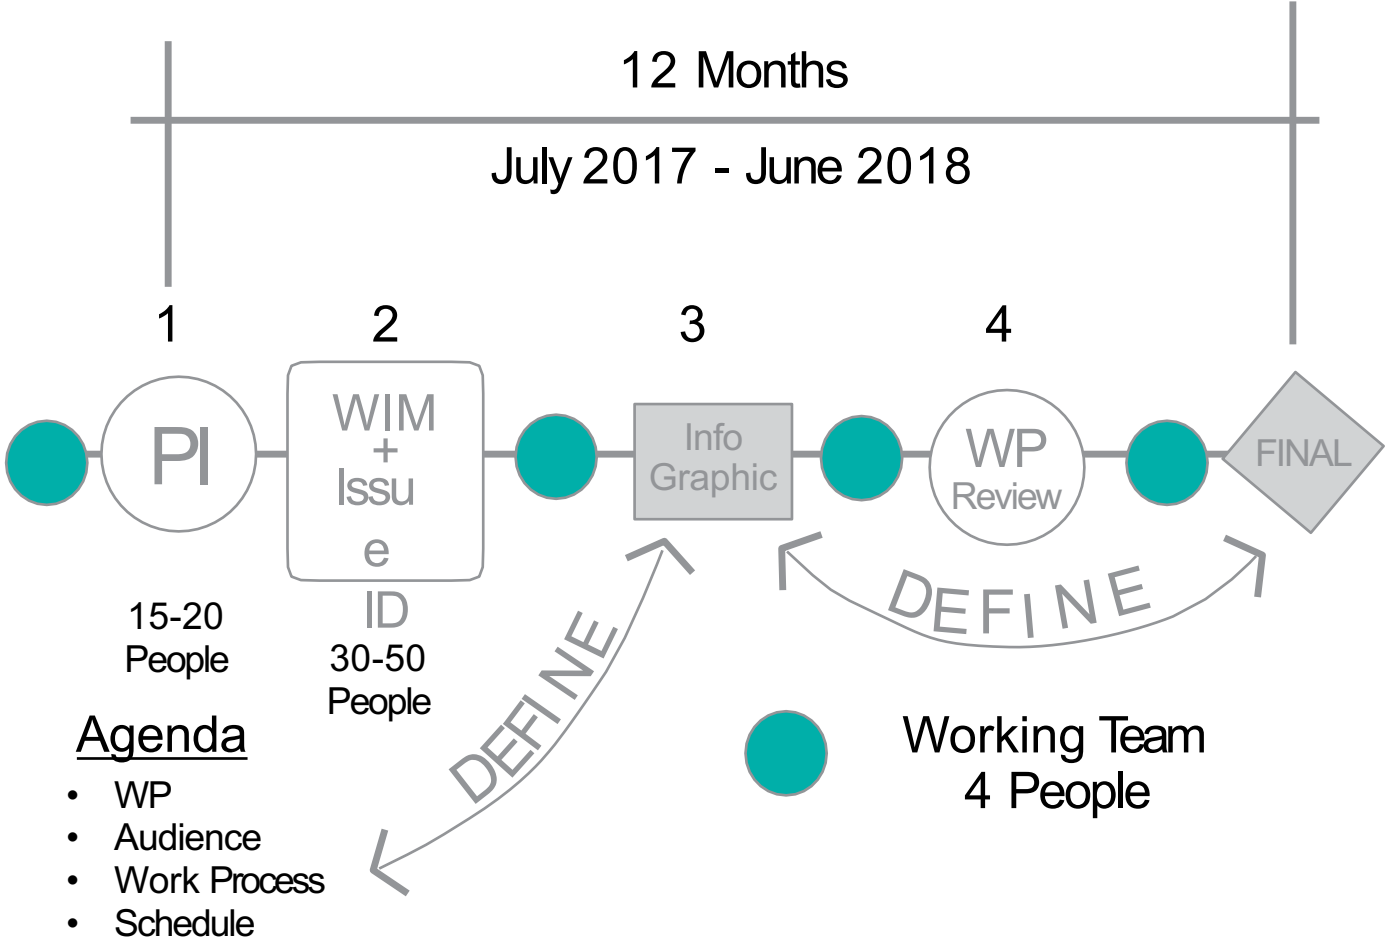 12 Months
July 2017 - June 2018
1
2
3
4
PI
WIM
+
Issu
e
ID
Info
Graphic
WP
Review
FINAL
15-20
People
30-50
People
DEFINE
DEFINE
Agenda
• WP
• Audience
• Work Process
• Schedule
Working Team
4 People